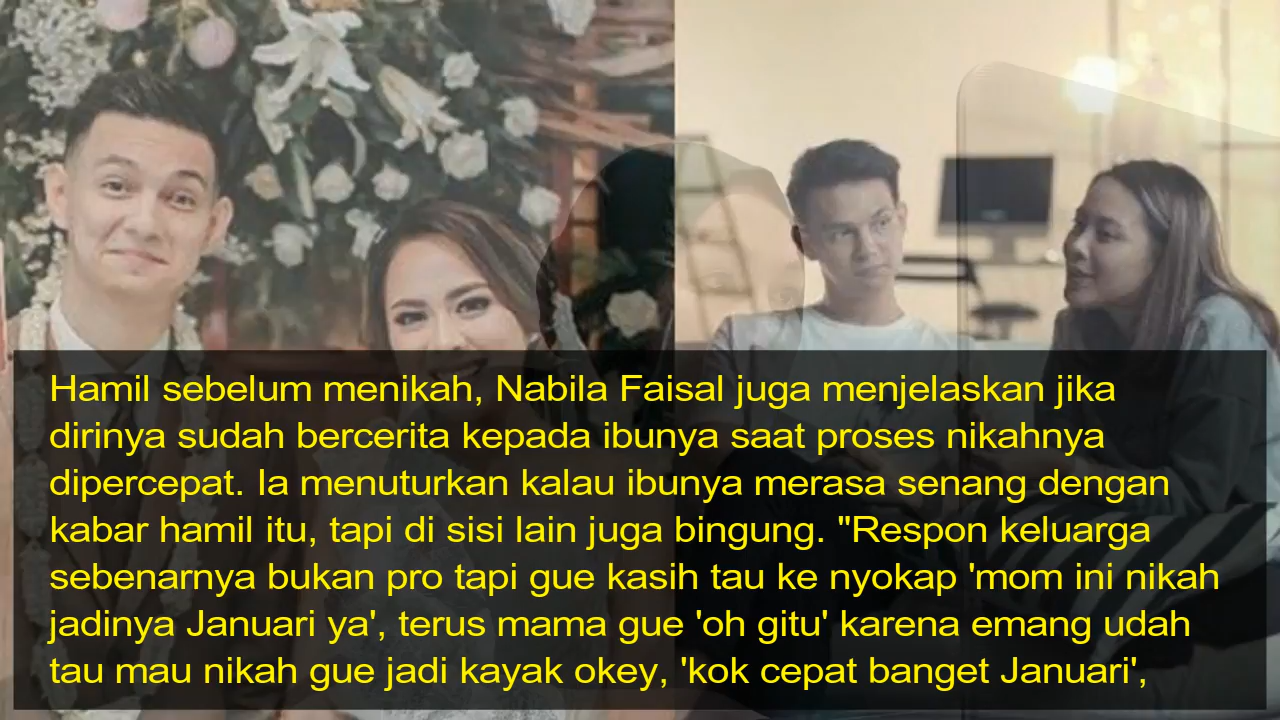 Hamil sebelum menikah, Nabila Faisal juga menjelaskan jika
dirinya sudah bercerita kepada ibunya saat proses nikahnya
dipercepat. Ia menuturkan kalau ibunya merasa senang dengan
kabar hamil itu, tapi di sisi lain juga bingung. "Respon keluarga
sebenarnya bukan pro tapi gue kasih tau ke nyokap 'mom ini nikah
jadinya Januari ya', terus mama gue 'oh gitu' karena emang udah
tau mau nikah gue jadi kayak okey, 'kok cepat banget Januari',